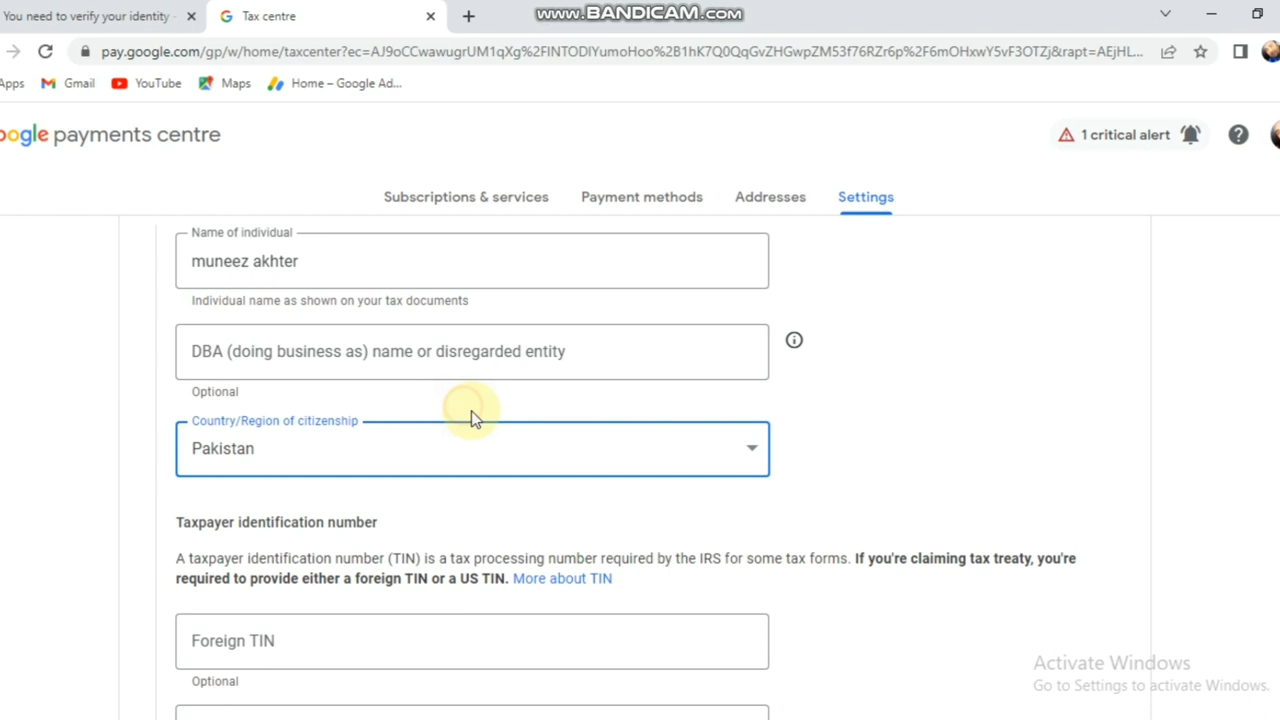 You need to verify your identity -
Tax centre
www.BANDICAM.com
pay.google.com/gp/w/home/taxcenter?ec=AJ9oCCwawugrUM1qXg%2FINTODIYumoHoo%2B1hK7Q0QqGvZHGwpZM53f76RZr6p%2F6mOHxwY5vF3OTZj&rapt=AEjHL...
Apps
Gmail
YouTube
Maps
Home – Google Ad...
oogle payments centre
1 critical alert
Subscriptions & services
Payment methods
Addresses
Settings
Name of individual
muneez akhter
Individual name as shown on your tax documents
DBA (doing business as) name or disregarded entity
Optional
Country/Region of citizenship
Pakistan
Taxpayer identification number
A taxpayer identification number (TIN) is a tax processing number required by the IRS for some tax forms. If you're claiming tax treaty, you're
required to provide either a foreign TIN or a US TIN. More about TIN
Foreign TIN
Optional
Activate Windows
Go to Settings to activate Windows.